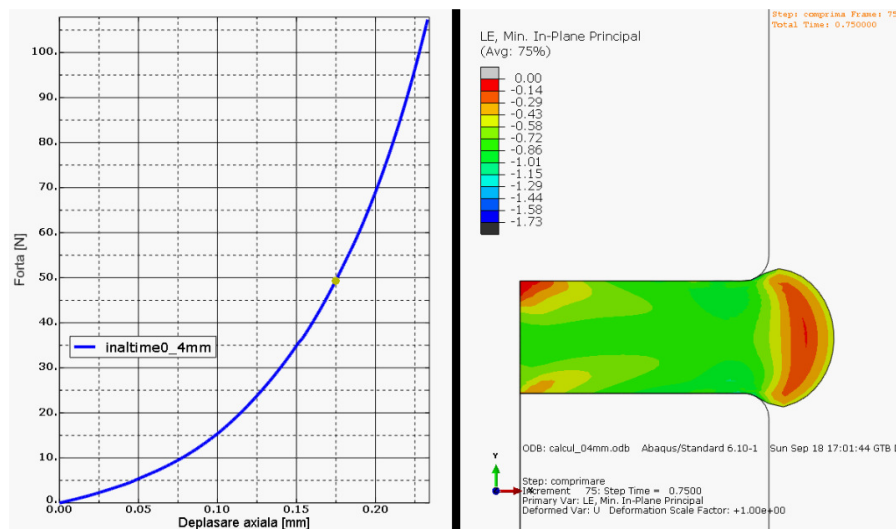 100.
90.
80.
70.
60.
50.
40.
30.
20.
10.
0.
0.00 0.05 0.10 0.15 0.20
Forta [N]
Deplasare axiala [mm]
inaltime0_4mm
Step: comprima Frame: 75
Total Time: 0.750000
LE, Min. In-Plane Principal
(Avg: 75%)
0.00
-0.14
-0.29
-0.43
-0.58
-0.72
-0.86
-1.01
-1.15
-1.29
-1.44
-1.58
-1.73
ODB: calcul_04mm.odb Abaqus/Standard 6.10-1 Sun Sep 18 17:01:44 GTB
Y
X
Step: comprimare
Increment 75: Step Time = 0.7500
Primary Var: LE, Min. In-Plane Principal
Deformed Var: U Deformation Scale Factor: +1.00e+00